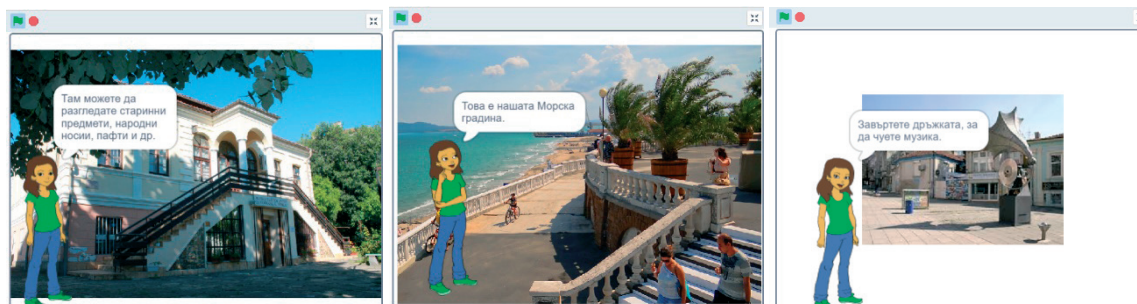 Там можете да
разгледате старинни
предмети, народни
носии, пафти и др.
Това е нашата Морска
градина.
Завъртете дръжката, за
да чуете музика.